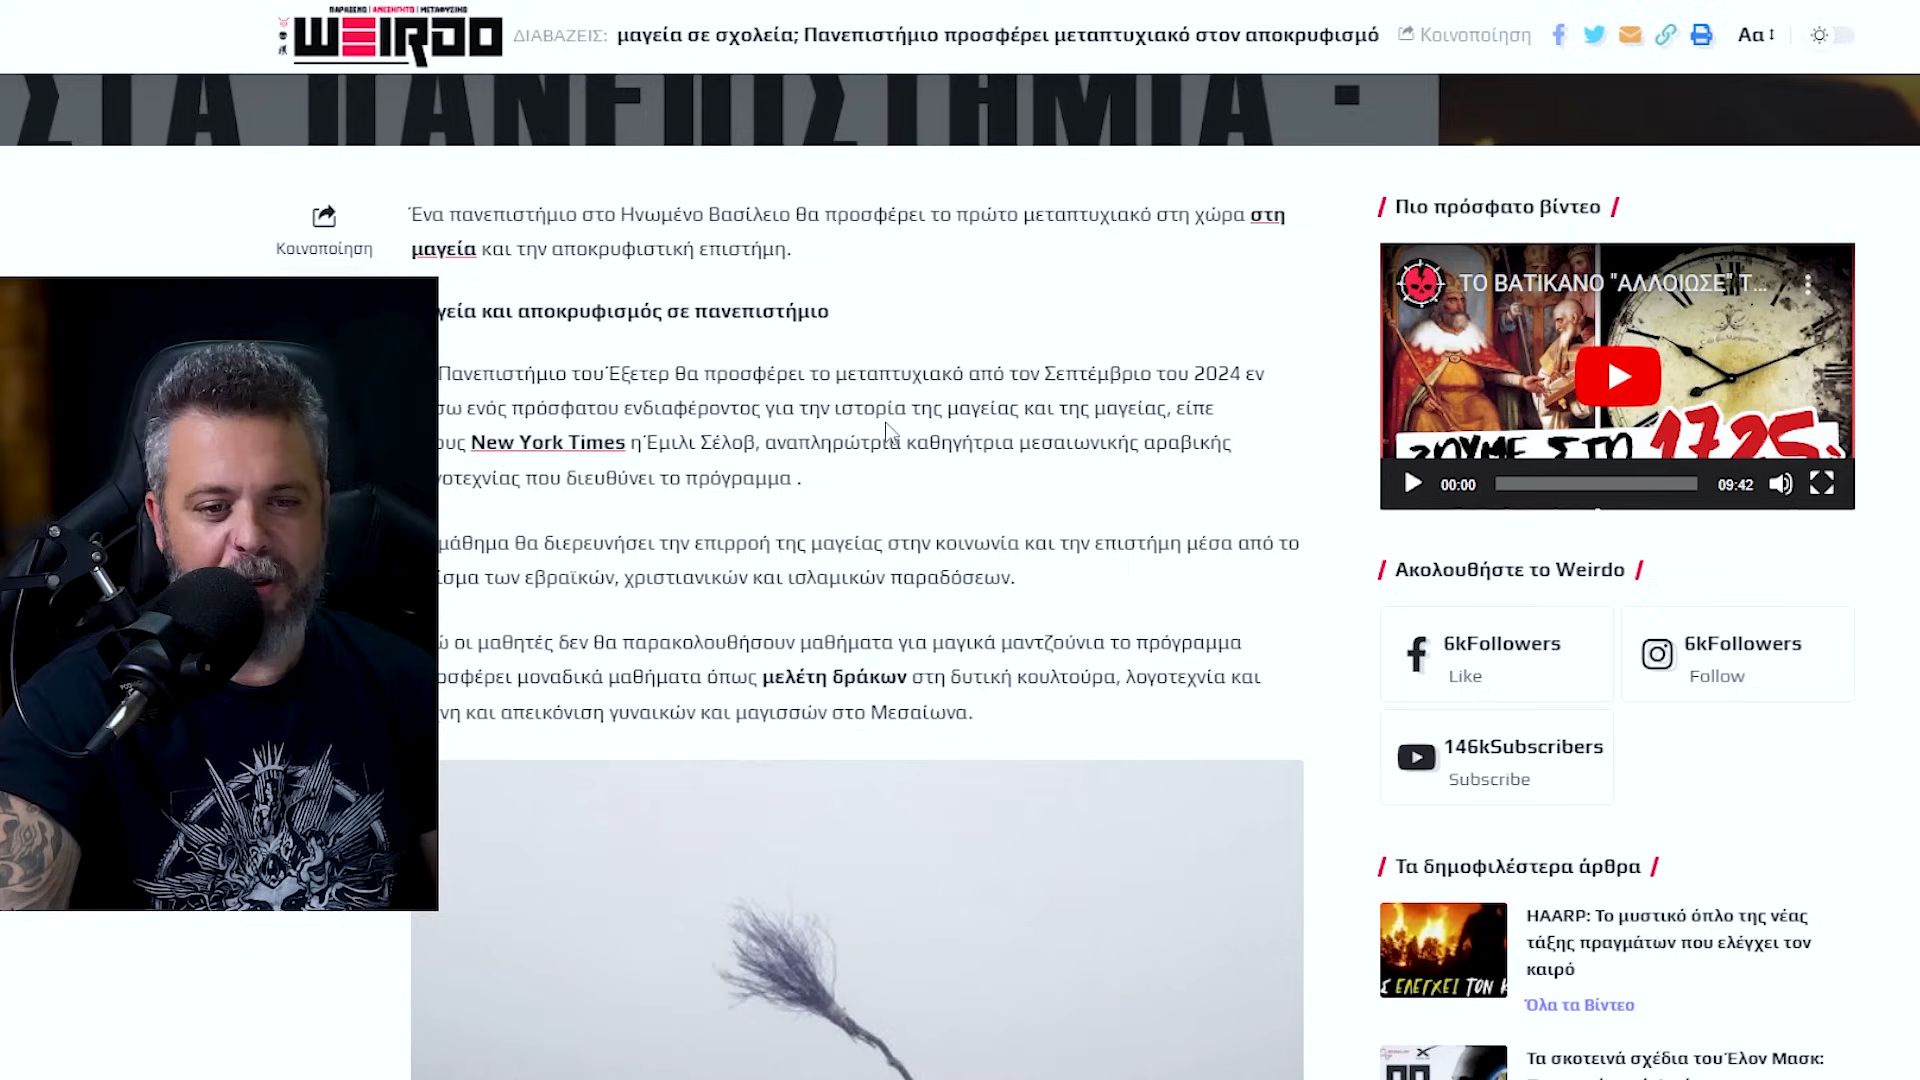 ΠΑΡΑΞΕΝΟ | ΑΝΕΞΗΓΗΤΟ | ΜΕΤΑΦΥΣΙΚΟ
WEIRDO
ΔΙΑΒΑΖΕΙΣ: μαγεία σε σχολεία; Πανεπιστήμιο προσφέρει μεταπτυχιακό στον αποκρυφισμό
Κοινοποίηση
Αα
ΣΤΑ ΠΑΝΕΠΙΣΤΗΜΙΑ
Κοινοποίηση
Ένα πανεπιστήμιο στο Ηνωμένο Βασίλειο θα προσφέρει το πρώτο μεταπτυχιακό στη χώρα στη
μαγεία και την αποκρυφιστική επιστήμη.
γεία και αποκρυφισμός σε πανεπιστήμιο
Πανεπιστήμιο του Έξετερ θα προσφέρει το μεταπτυχιακό από τον Σεπτέμβριο του 2024 εν
σω ενός πρόσφατου ενδιαφέροντος για την ιστορία της μαγείας και της μαγείας, είπε
ους New York Times η Έμιλι Σέλοβ, αναπληρώτρια καθηγήτρια μεσαιωνικής αραβικής
γοτεχνίας που διευθύνει το πρόγραμμα .
μάθημα θα διερευνήσει την επιρροή της μαγείας στην κοινωνία και την επιστήμη μέσα από το
ίσμα των εβραϊκών, χριστιανικών και ισλαμικών παραδόσεων.
ώ οι μαθητές δεν θα παρακολουθήσουν μαθήματα για μαγικά μαντζούνια το πρόγραμμα
οσφέρει μοναδικά μαθήματα όπως μελέτη δράκων στη δυτική κουλτούρα, λογοτεχνία και
νη και απεικόνιση γυναικών και μαγισσών στο Μεσαίωνα.
Πιο πρόσφατο βίντεο
ΤΟ ΒΑΤΙΚΑΝΟ "ΑΛΛΟΙΩΣΕ" Τ...
ΖΟΥΜΕ ΣΤΟ 1725;
00:00
09:42
Ακολουθήστε το Weirdo
6kFollowers
Like
6kFollowers
Follow
146kSubscribers
Subscribe
Τα δημοφιλέστερα άρθρα
Σ ΕΛΕΓΧΕΙ ΤΟΝ Κ
HAARP: Το μυστικό όπλο της νέας
τάξης πραγμάτων που ελέγχει τον
καιρό
Όλα τα Βίντεο
Τα σκοτεινά σχέδια του Έλον Μασκ: